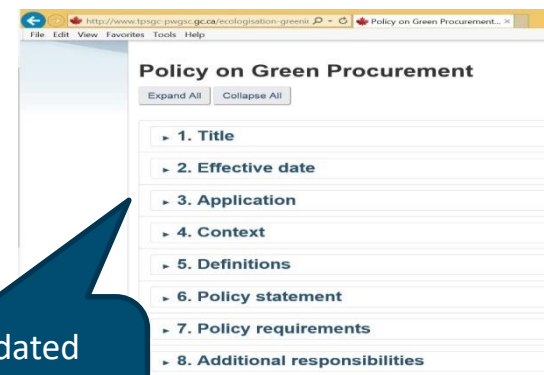 http://www.tpsgc-pwgsc.gc.ca/ecologisation-greenin
Policy on Green Procurement...
File Edit View Favorites Tools Help
Policy on Green Procurement
Expand All Collapse All
1. Title
2. Effective date
3. Application
4. Context
5. Definitions
6. Policy statement
7. Policy requirements
8. Additional responsibilities
dated